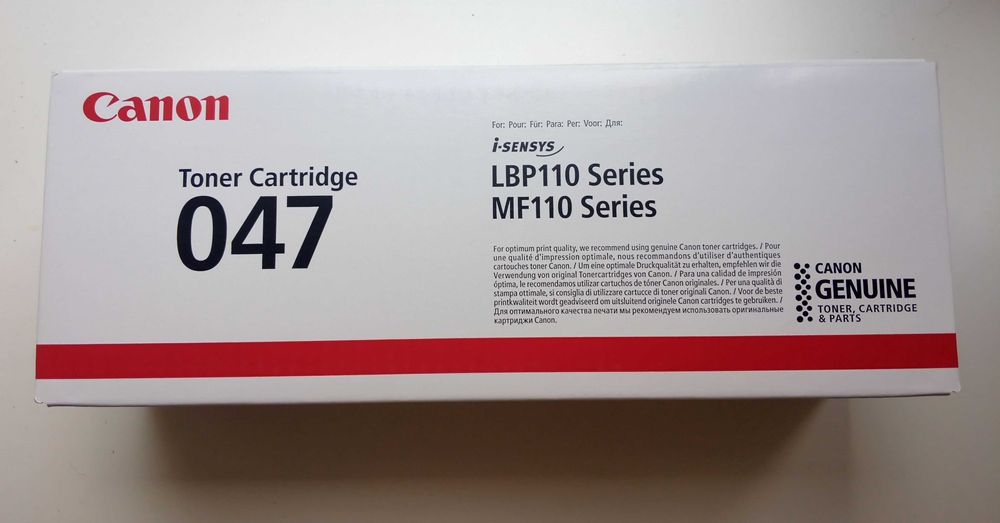 Canon
Toner Cartridge
047
For: Pour: Für: Para: Per: Voor: Для:
i-SENSYS
LBP110 Series
MF110 Series
For optimum print quality, we recommend using genuine Canon toner cartridges. / Pour
une qualité d'impression optimale, nous recommandons d'utiliser d'authentiques
cartouches toner Canon. / Um eine optimale Druckqualität zu erhalten, empfehlen wir die
Verwendung von original Tonercartridges von Canon. / Para una calidad de impresión
óptima, le recomendamos utilizar cartuchos de tóner Canon originales. / Per una qualità di
stampa ottimale, si consiglia di utilizzare cartucce di toner originali Canon. / Voor de beste
printkwaliteit wordt geadviseerd om uitsluitend originele Canon cartridges te gebruiken. /
Для оптимального качества печати мы рекомендуем использовать оригинальные
картриджи Canon.
CANON
GENUINE
TONER, CARTRIDGE
& PARTS